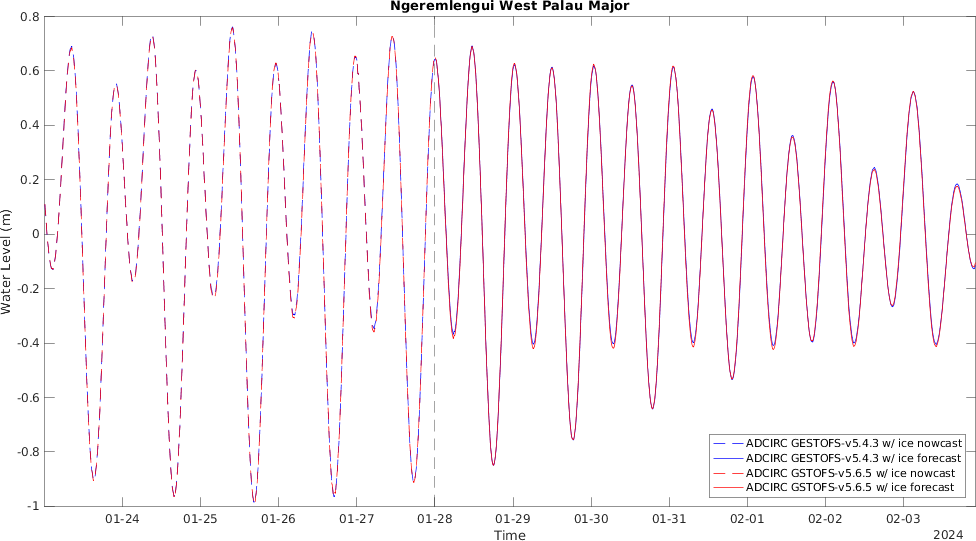 Ngeremlengui West Palau Major
0.8
0.6
0.4
0.2
0
-0.2
-0.4
-0.6
-0.8
-1
Water Level (m)
ADCIRC GESTOFS-v5.4.3 w/ ice nowcast
ADCIRC GESTOFS-v5.4.3 w/ ice forecast
ADCIRC GSTOFS-v5.6.5 w/ ice nowcast
ADCIRC GSTOFS-v5.6.5 w/ ice forecast
01-24 01-25 01-26 01-27 01-28 01-29 01-30 01-31 02-01 02-02 02-03
Time
2024